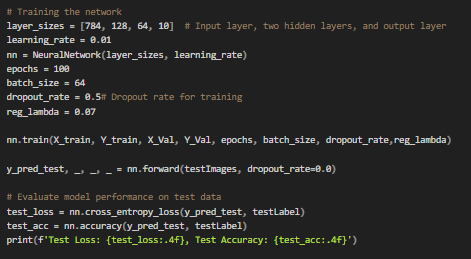 # Training the network
layer_sizes = [784, 128, 64, 10]  # Input layer, two hidden layers, and output layer
learning_rate = 0.01
nn = NeuralNetwork(layer_sizes, learning_rate)
epochs = 100
batch_size = 64
dropout_rate = 0.5# Dropout rate for training
reg_lambda = 0.07
nn.train(X_train, Y_train, X_Val, Y_Val, epochs, batch_size, dropout_rate,reg_lambda)
y_pred_test, _, _, _ = nn.forward(testImages, dropout_rate=0.0)
# Evaluate model performance on test data
test_loss = nn.cross_entropy_loss(y_pred_test, testLabel)
test_acc = nn.accuracy(y_pred_test, testLabel)
print(f'Test Loss: {test_loss:.4f}, Test Accuracy: {test_acc:.4f}')